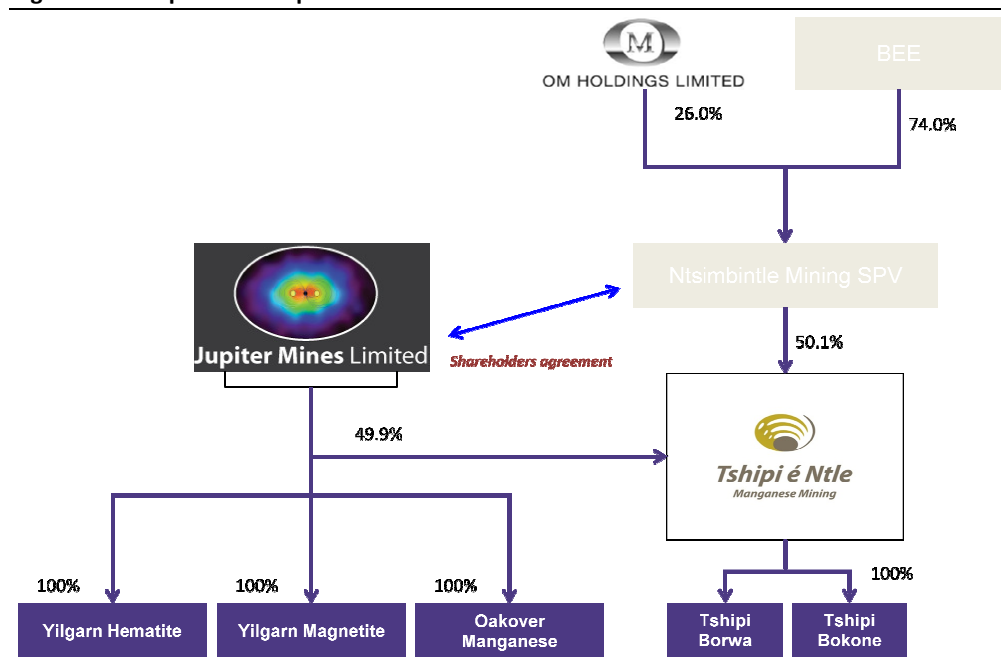 M
OM HOLDINGS LIMITED
BEE
26.0%
74.0%
Ntsimbintle Mining SPV
Jupiter Mines Limited
Shareholders agreement
50.1%
49.9%
Tshipi é Ntle
Manganese Mining
100%
100%
100%
100%
Yilgarn Hematite
Yilgarn Magnetite
Oakover
Manganese
Tshipi
Borwa
Tshipi
Bokone